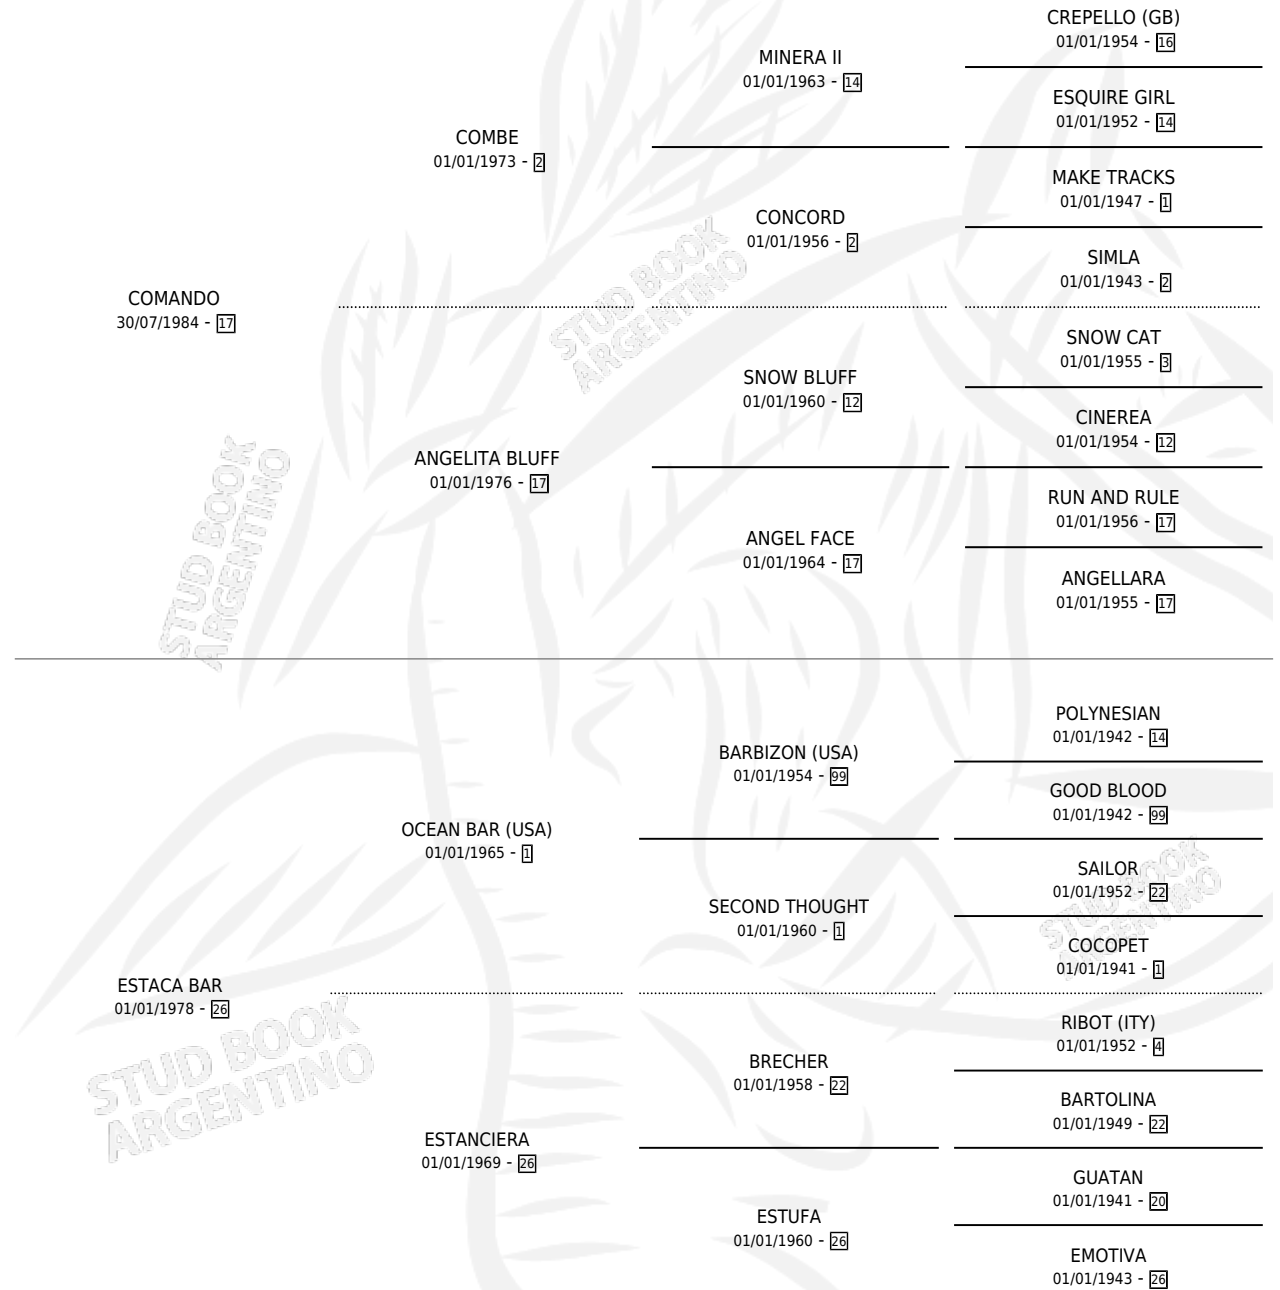 CREPELLO (GB)
01/01/1954 - 16
MINERA II
01/01/1963 - 14
ESQUIRE GIRL
01/01/1952 - 14
COMBE
01/01/1973 - 2
MAKE TRACKS
01/01/1947 - 1
CONCORD
01/01/1956 - 2
SIMLA
01/01/1943 - 2
COMANDO
30/07/1984 - 17
SNOW CAT
01/01/1955 - 3
SNOW BLUFF
01/01/1960 - 12
CINEREA
01/01/1954 - 12
ANGELITA BLUFF
01/01/1976 - 17
RUN AND RULE
01/01/1956 - 17
ANGEL FACE
01/01/1964 - 17
ANGELLARA
01/01/1955 - 17
POLYNESIAN
01/01/1942 - 14
BARBIZON (USA)
01/01/1954 - 99
GOOD BLOOD
01/01/1942 - 99
OCEAN BAR (USA)
01/01/1965 - 1
SAILOR
01/01/1952 - 22
SECOND THOUGHT
01/01/1960 - 1
COCOPET
01/01/1941 - 1
ESTACA BAR
01/01/1978 - 26
RIBOT (ITY)
01/01/1952 - 4
BRECHER
01/01/1958 - 22
BARTOLINA
01/01/1949 - 22
ESTANCIERA
01/01/1969 - 26
GUATAN
01/01/1941 - 20
ESTUFA
01/01/1960 - 26
EMOTIVA
01/01/1943 - 26
STUD BOOK
ARGENTINO
STUD BOOK
ARGENTINO
STUD BOOK
ARGENTINO
STUD BOOK
ARGENTINO